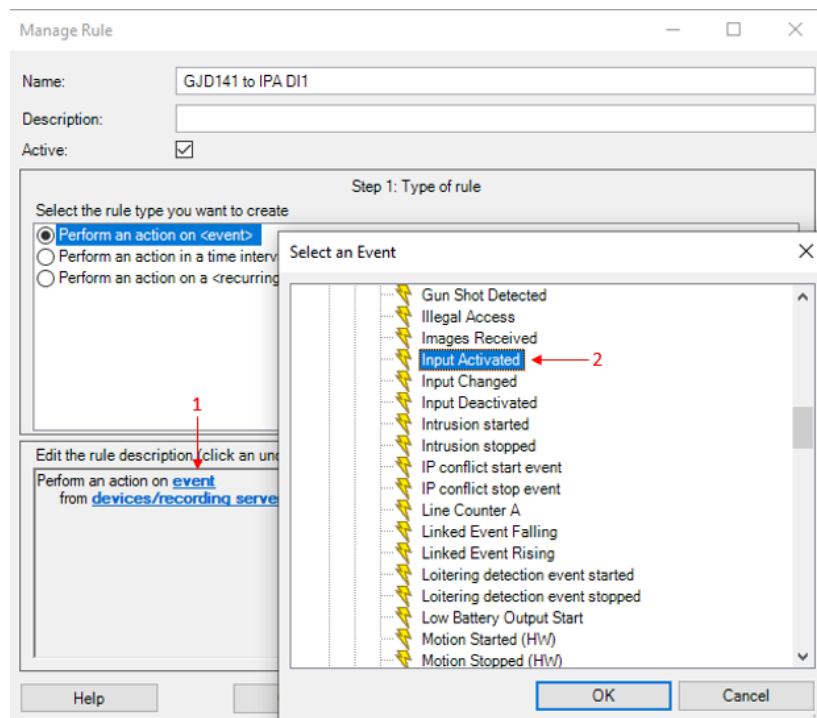 Manage Rule
Name:
GJD141 to IPA DI1
Description:
Active:
Step 1: Type of rule
Select the rule type you want to create
Perform an action on <event>
Perform an action in a time interv
Perform an action on a <recurring
1
Edit the rule description (click an und
Perform an action on event
from devices/recording serve
Help
Select an Event
Gun Shot Detected
Illegal Access
Images Received
Input Activated
2
Input Changed
Input Deactivated
Intrusion started
Intrusion stopped
IP conflict start event
IP conflict stop event
Line Counter A
Linked Event Falling
Linked Event Rising
Loitering detection event started
Loitering detection event stopped
Low Battery Output Start
Motion Started (HW)
Motion Stopped (HW)
OK
Cancel